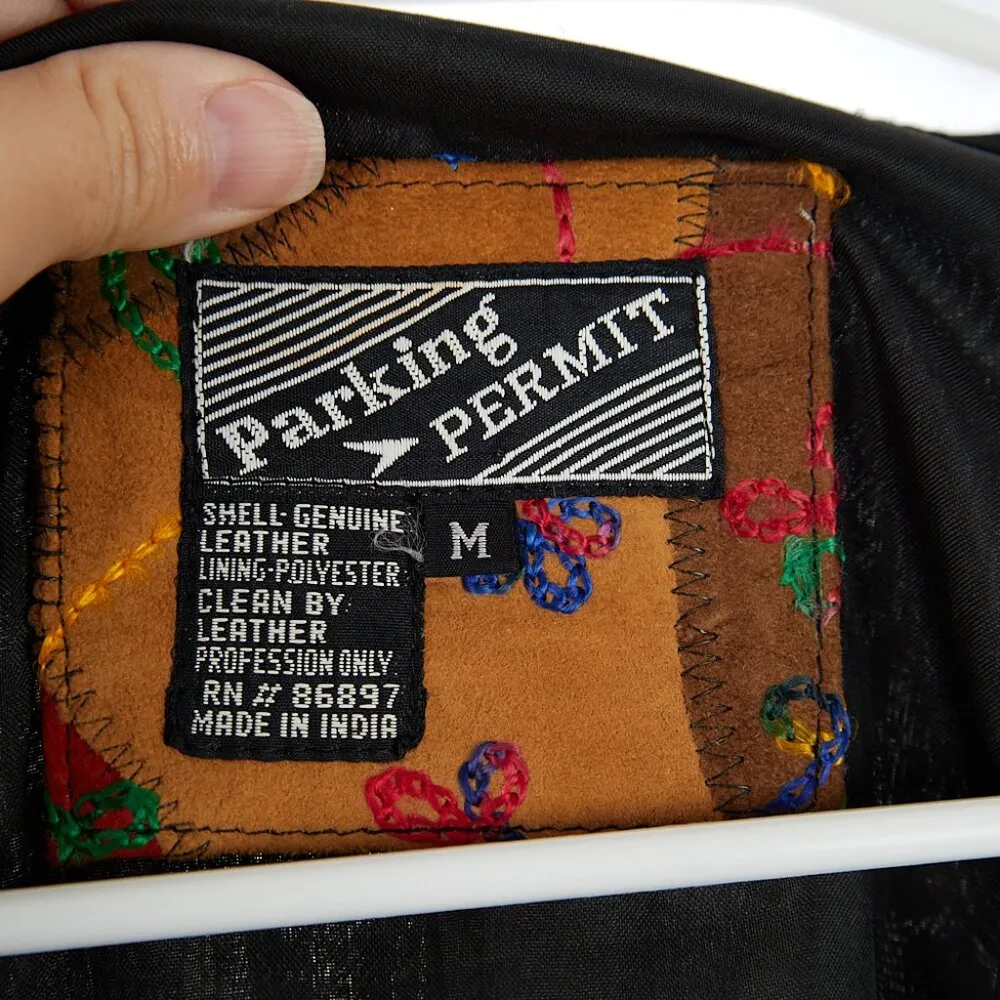 Parking
PERMIT
M
SHELL-GENUINE
LEATHER
LINING-POLYESTER
CLEAN BY
LEATHER
PROFESSION ONLY
RN # 86897
MADE IN INDIA